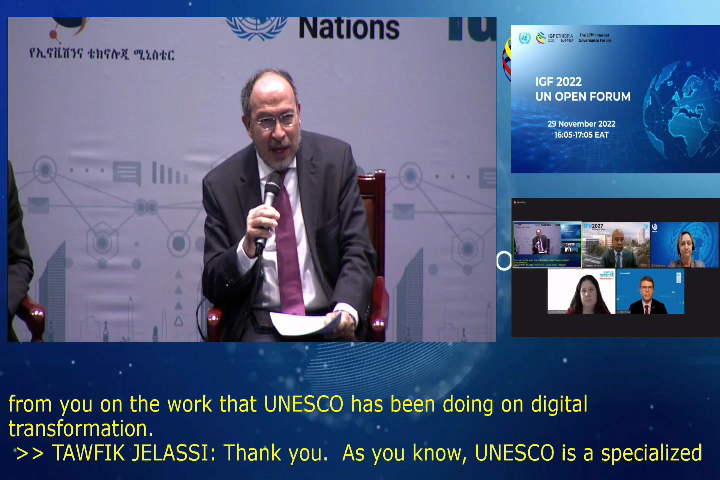 Nations
የኢኖቬሽንና ቴክኖሎጂ ሚኒስቴር
IGF 2022
UN OPEN FORUM
29 November 2022
16:05-17:05 EAT
from you on the work that UNESCO has been doing on digital
transformation.
>> TAWFIK JELASSI: Thank you. As you know, UNESCO is a specialized